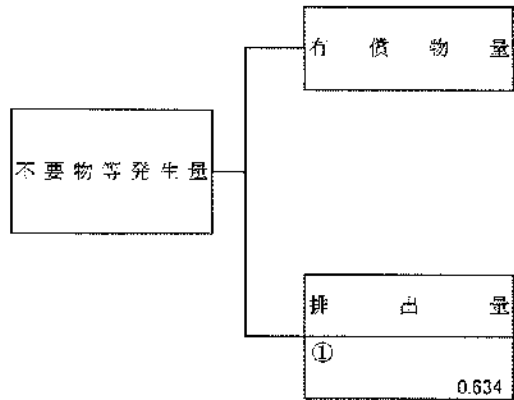 有償物量
不要物等発生量
排出量
①
0.634